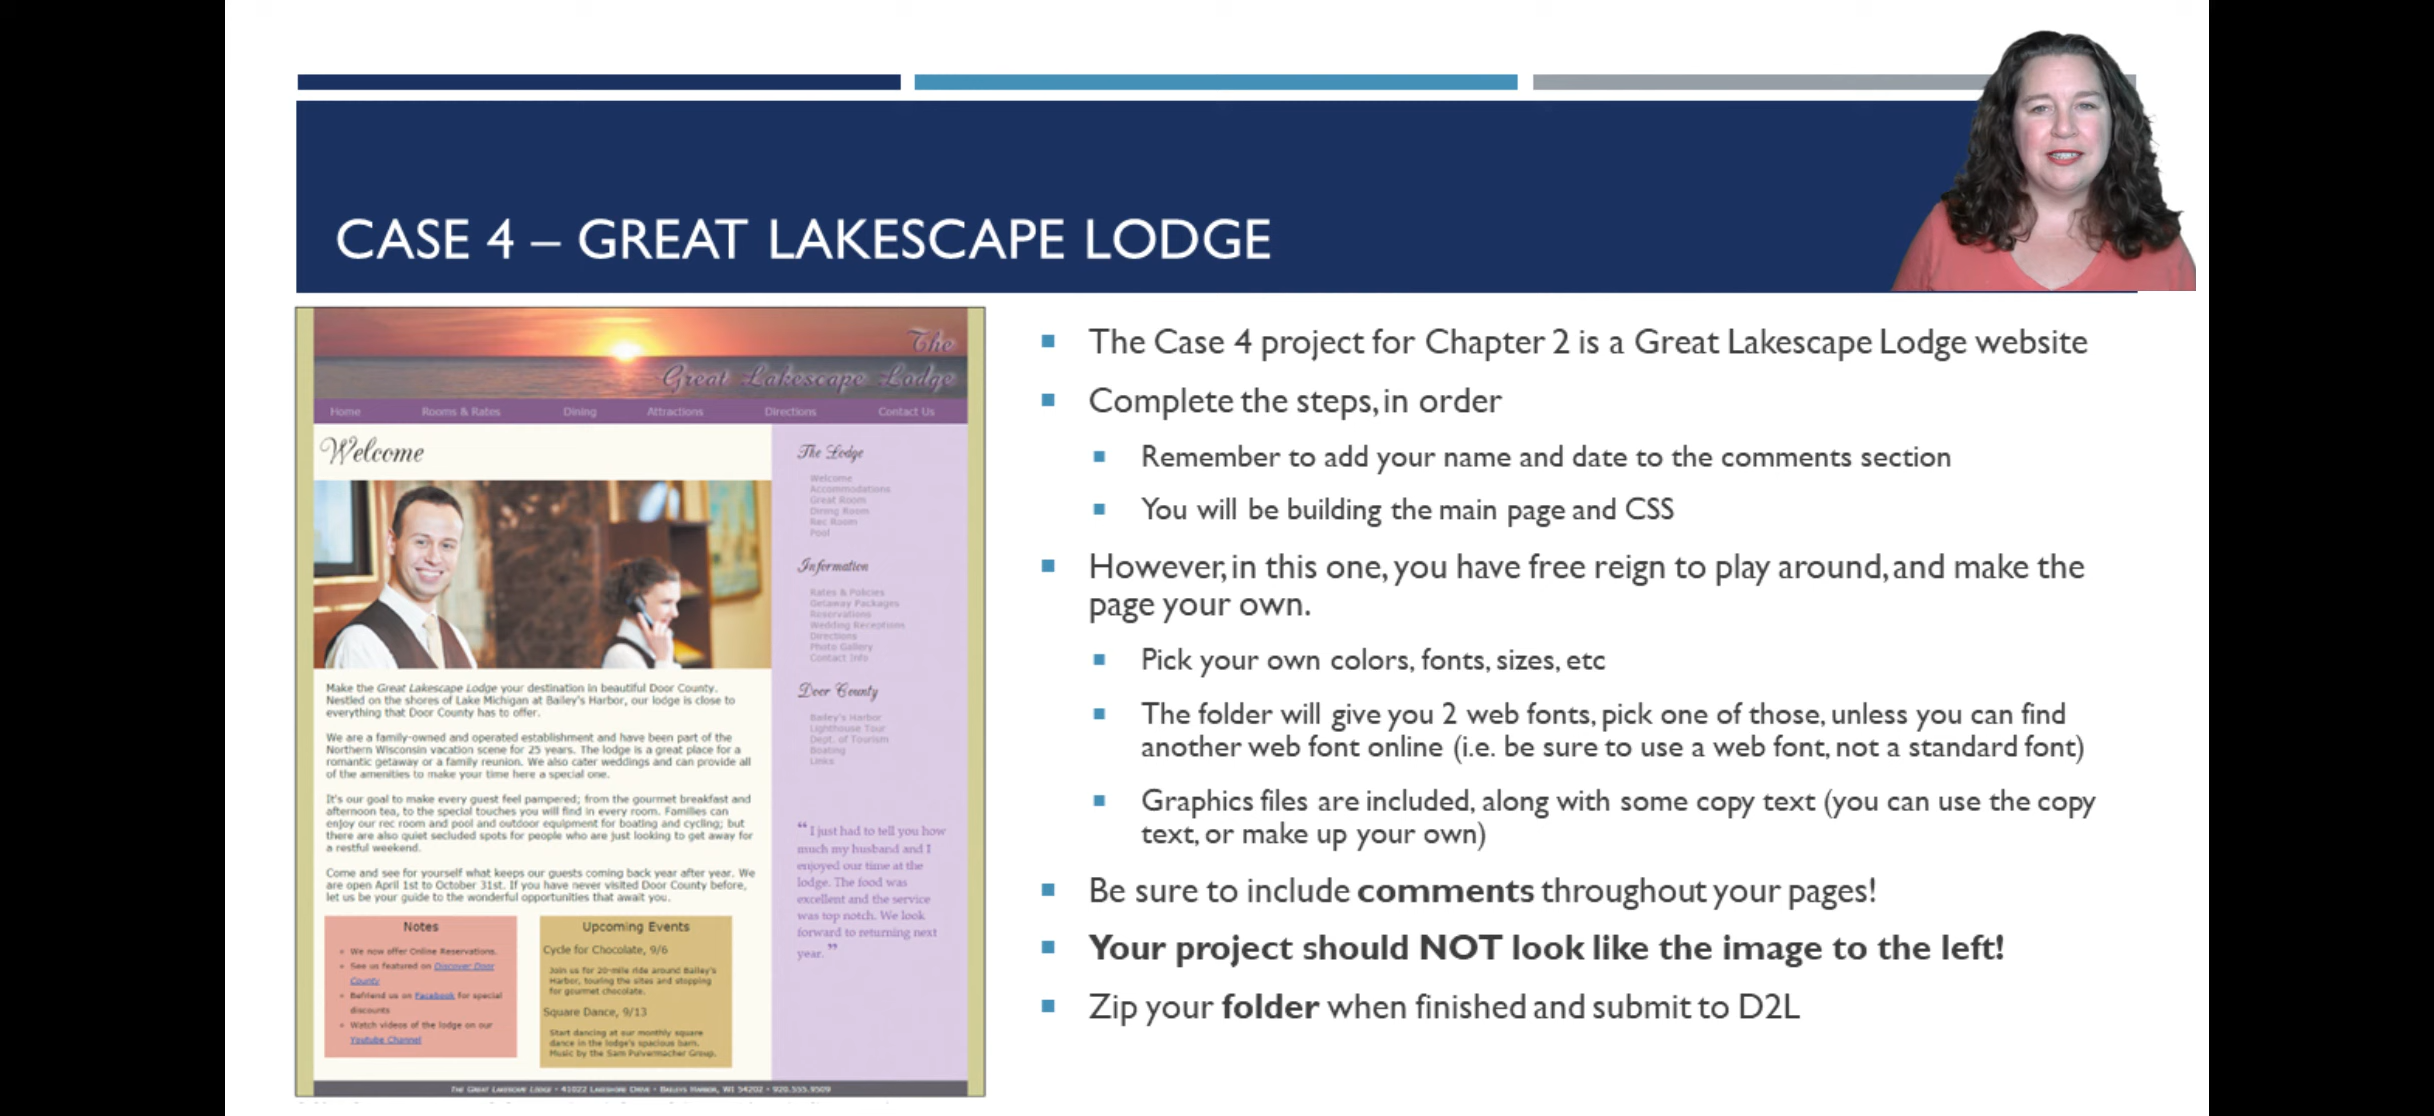 CASE 4 – GREAT LAKESCAPE LODGE
The
Great Lakescape Lodge
Home Rooms & Rates Dining Attractions Directions Contact Us
Welcome
Make the Great Lakescape Lodge your destination in beautiful Door County.
Nestled on the shores of Lake Michigan at Bailey's Harbor, our lodge is close to
everything that Door County has to offer.
We are a family-owned and operated establishment and have been part of the
Northern Wisconsin vacation scene for 25 years. The lodge is a great place for a
romantic getaway or a family reunion. We also cater weddings and can provide all
of the amenities to make your time here a special one.
It's our goal to make every guest feel pampered; from the gourmet breakfast and
afternoon tea, to the special touches you will find in every room. Families can
enjoy our rec room and pool and outdoor equipment for boating and cycling; but
there are also quiet secluded spots for people who are just looking to get away for
a restful weekend.
Come and see for yourself what keeps our guests coming back year after year. We
are open April 1st to October 31st. If you have never visited Door County before,
let us be your guide to the wonderful opportunities that await you.
Notes
We now offer Online Reservations.
See us featured on Discover Door
County
Befriend us on Facebook for special
discounts
Watch videos of the lodge on our
Youtube Channel
Upcoming Events
Cycle for Chocolate, 9/6
Join us for 20-mile ride around Bailey's
Harbor, touring the sites and stopping
for gourmet chocolate.
Square Dance, 9/13
Start dancing at our monthly square
dance in the lodge's spacious barn.
Music by the Sam Pulvermacher Group.
The Lodge
Welcome
Accommodations
Great Room
Dining Room
Rec Room
Pool
Information
Rates & Policies
Getaway Packages
Reservations
Wedding Receptions
Directions
Photo Gallery
Contact Info
Door County
Bailey's Harbor
Lighthouse Tour
Dept. of Tourism
Boating
Links
“ I just had to tell you how
much my husband and I
enjoyed our time at the
lodge. The food was
excellent and the service
was top notch. We look
forward to returning next
year. ”
The Great Lakescape Lodge • 41022 Lakeshore Drive • Baileys Harbor, WI 54202 • 920.555.9509
The Case 4 project for Chapter 2 is a Great Lakescape Lodge website
Complete the steps, in order
Remember to add your name and date to the comments section
You will be building the main page and CSS
However, in this one, you have free reign to play around, and make the
page your own.
Pick your own colors, fonts, sizes, etc
The folder will give you 2 web fonts, pick one of those, unless you can find
another web font online (i.e. be sure to use a web font, not a standard font)
Graphics files are included, along with some copy text (you can use the copy
text, or make up your own)
Be sure to include comments throughout your pages!
Your project should NOT look like the image to the left!
Zip your folder when finished and submit to D2L